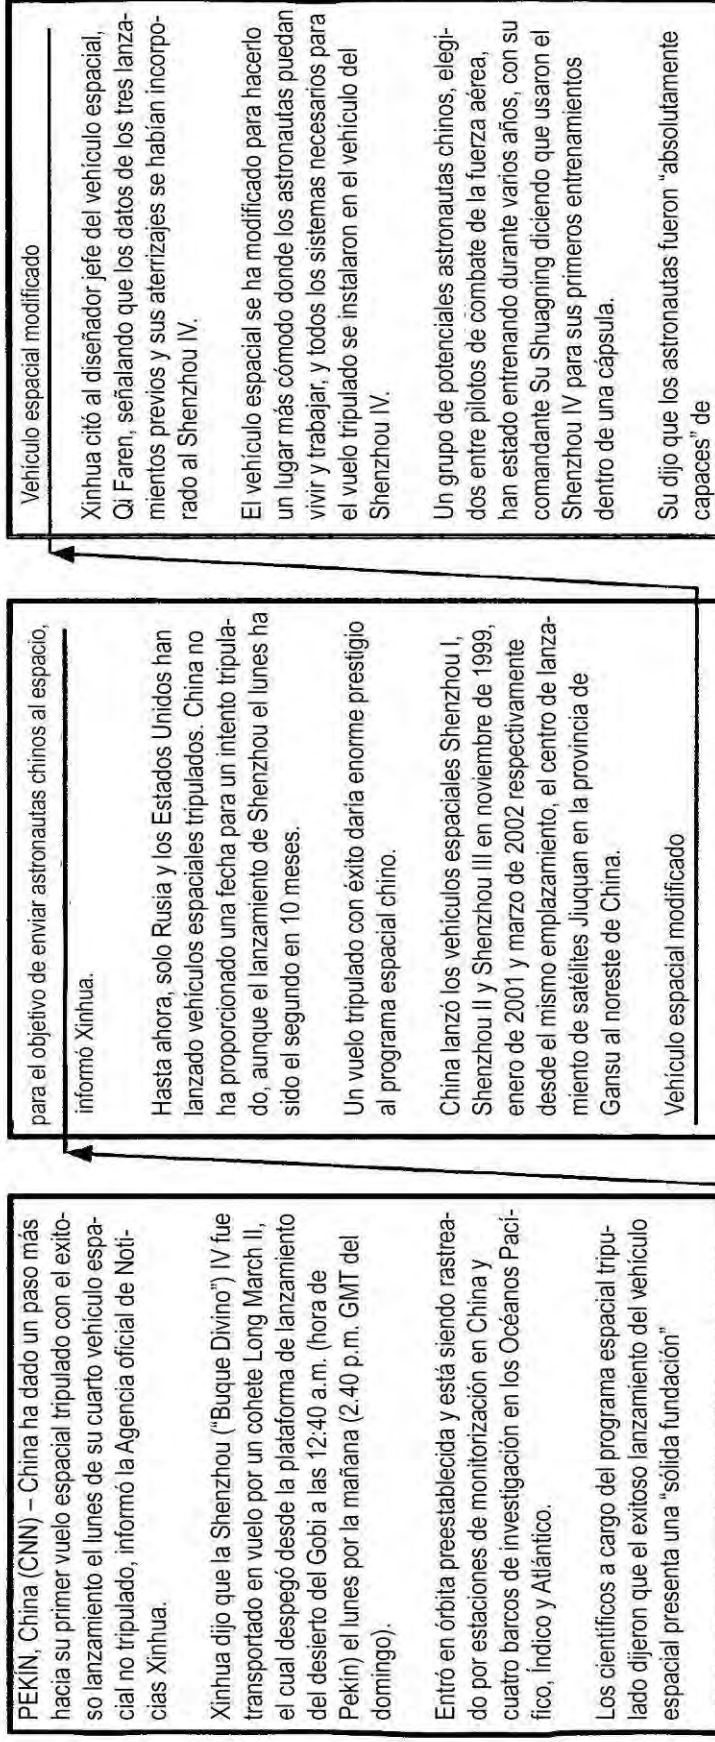 PEKÍN, China (CNN) – China ha dado un paso más
hacia su primer vuelo espacial tripulado con el exito-
so lanzamiento el lunes de su cuarto vehículo espa-
cial no tripulado, informó la Agencia oficial de Noti-
cias Xinhua.
Xinhua dijo que la Shenzhou (“Buque Divino”) IV fue
transportado en vuelo por un cohete Long March II,
el cual despegó desde la plataforma de lanzamiento
del desierto del Gobi a las 12:40 a.m. (hora de
Pekín) el lunes por la mañana (2.40 p.m. GMT del
domingo).
Entró en órbita preestablecida y está siendo rastrea-
do por estaciones de monitorización en China y
cuatro barcos de investigación en los Océanos Pací-
fico, Índico y Atlántico.
Los científicos a cargo del programa espacial tripu-
lado dijeron que el exitoso lanzamiento del vehículo
espacial presenta una “sólida fundación”
para el objetivo de enviar astronautas chinos al espacio,
informó Xinhua.
Hasta ahora, solo Rusia y los Estados Unidos han
lanzado vehículos espaciales tripulados. China no
ha proporcionado una fecha para un intento tripula-
do, aunque el lanzamiento de Shenzhou el lunes ha
sido el segundo en 10 meses.
Un vuelo tripulado con éxito daría enorme prestigio
al programa espacial chino.
China lanzó los vehículos espaciales Shenzhou I,
Shenzhou II y Shenzhou III en noviembre de 1999,
enero de 2001 y marzo de 2002 respectivamente
desde el mismo emplazamiento, el centro de lanza-
miento de satélites Jiuquan en la provincia de
Gansu al noreste de China.
Vehículo espacial modificado
Vehículo espacial modificado
Xinhua citó al diseñador jefe del vehículo espacial,
Qi Faren, señalando que los datos de los tres lanza-
mientos previos y sus aterrizajes se habían incorpo-
rado al Shenzhou IV.
El vehículo espacial se ha modificado para hacerlo
un lugar más cómodo donde los astronautas puedan
vivir y trabajar, y todos los sistemas necesarios para
el vuelo tripulado se instalaron en el vehículo del
Shenzhou IV.
Un grupo de potenciales astronautas chinos, elegi-
dos entre pilotos de combate de la fuerza aérea,
han estado entrenando durante varios años, con su
comandante Su Shuagning diciendo que usaron el
Shenzhou IV para sus primeros entrenamientos
dentro de una cápsula.
Su dijo que los astronautas fueron “absolutamente
capaces” de